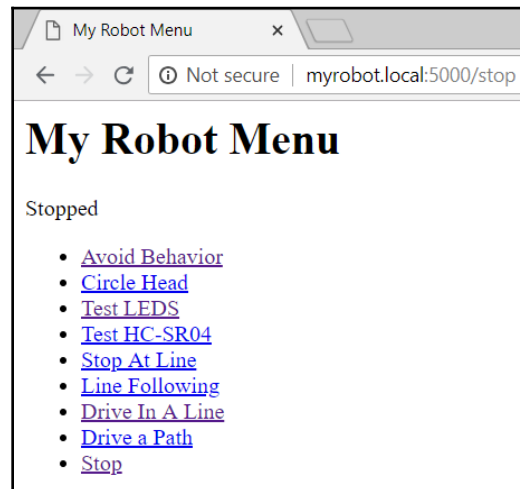 My Robot Menu
Not secure | myrobot.local:5000/stop
My Robot Menu
Stopped
• Avoid Behavior
• Circle Head
• Test LEDS
• Test HC-SR04
• Stop At Line
• Line Following
• Drive In A Line
• Drive a Path
• Stop